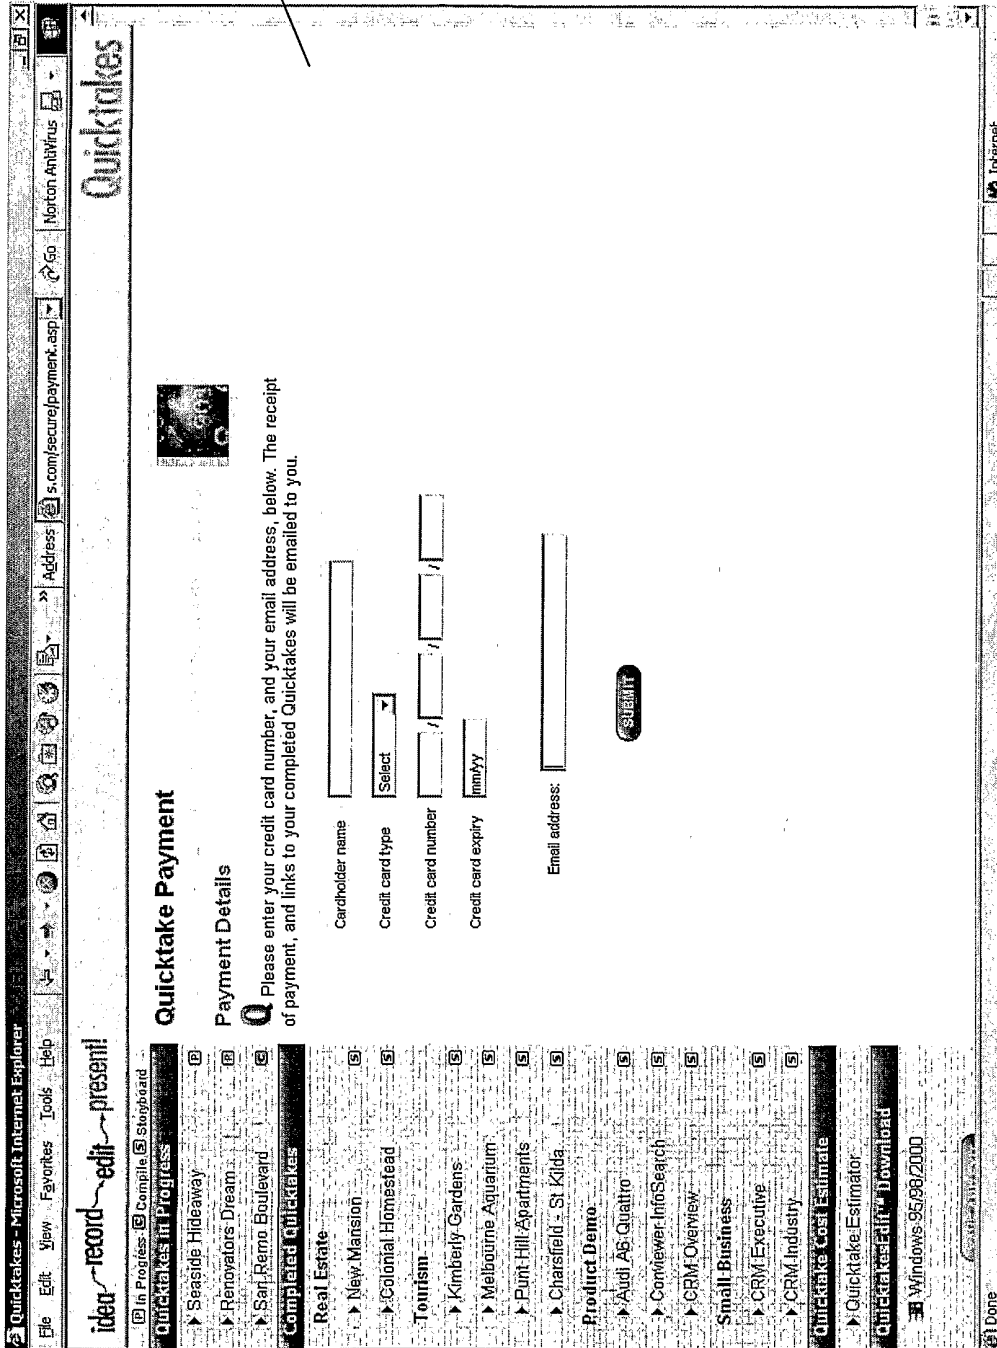 Quicktakes - Microsoft Internet Explorer
File Edit View Favorites Tools Help
» Address s.com/secure/payment.asp Go Norton AntiVirus
idea record edit present!
Quicktakes
P In Progress C Compile S Storyboard
Quicktakes in Progress
Seaside Hideaway P
Renovators Dream P
San Remo Boulevard C
Completed Quicktakes
Real Estate
New Mansion S
Colonial Homestead S
Tourism
Kimberly Gardens S
Melbourne Aquarium S
Punt Hill Apartments S
Charsfield - St Kilda S
Product Demo
Audi A6 Quattro S
Conviewer InfoSearch S
CRM Overview S
Small Business
CRM Executive S
CRM Industry S
Quicktake Cost Estimate
Quicktake Estimator
QuicktakesEdit Download
Windows 95/98/2000
Quicktake Payment
Payment Details
Q Please enter your credit card number, and your email address, below. The receipt
of payment, and links to your completed Quicktakes will be emailed to you.
Cardholder name
Credit card type Select
Credit card number / / /
Credit card expiry mm/yy
Email address:
SUBMIT
Done
Internet